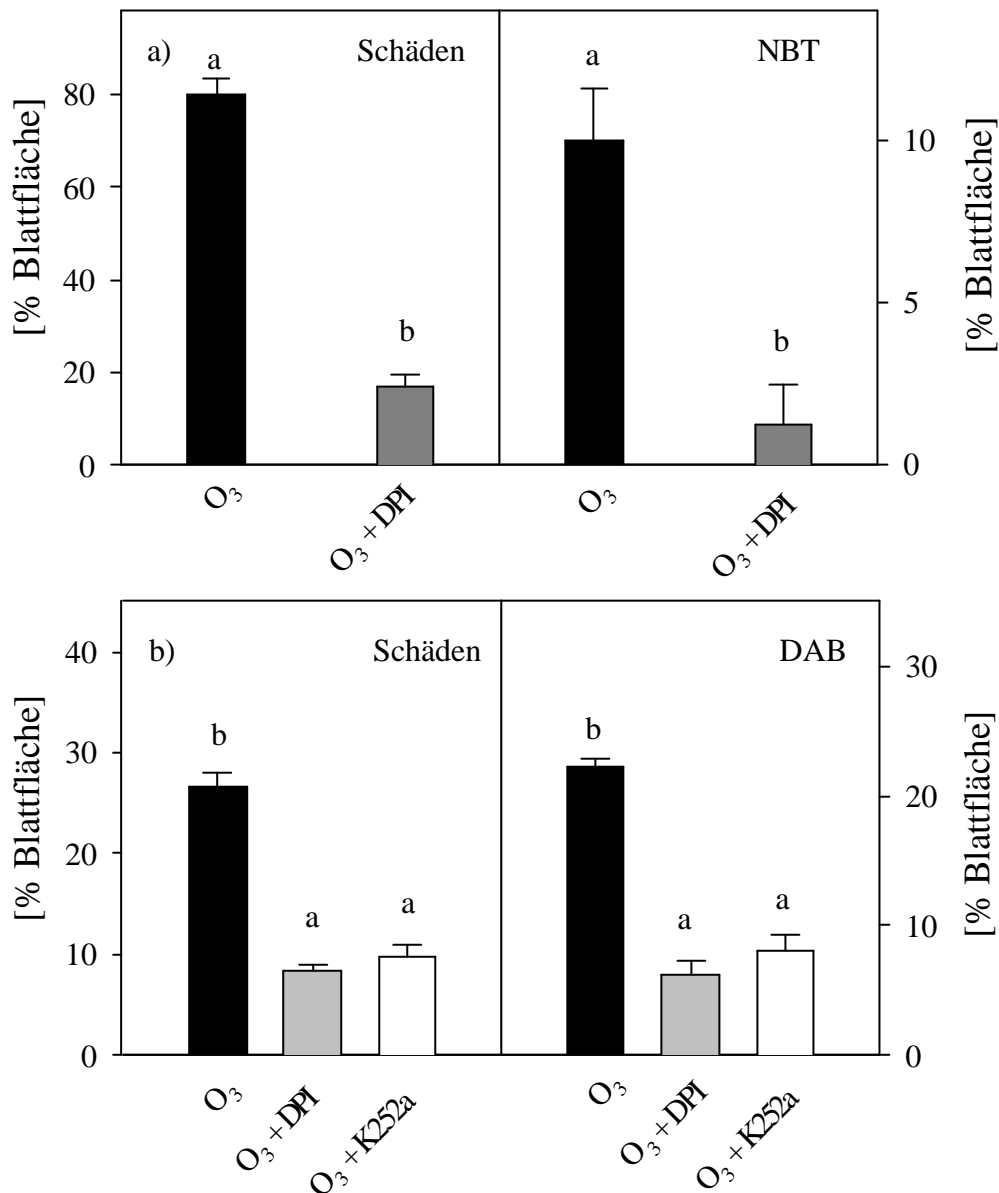 a)
Schäden
NBT
a
a
b
b
[% Blattfläche]
80
60
40
20
0
10
5
0
[% Blattfläche]
O₃
O₃ + DPI
O₃
O₃ + DPI
b)
Schäden
DAB
b
a
a
b
a
a
[% Blattfläche]
40
30
20
10
0
30
20
10
0
[% Blattfläche]
O₃
O₃ + DPI
O₃ + K252a
O₃
O₃ + DPI
O₃ + K252a